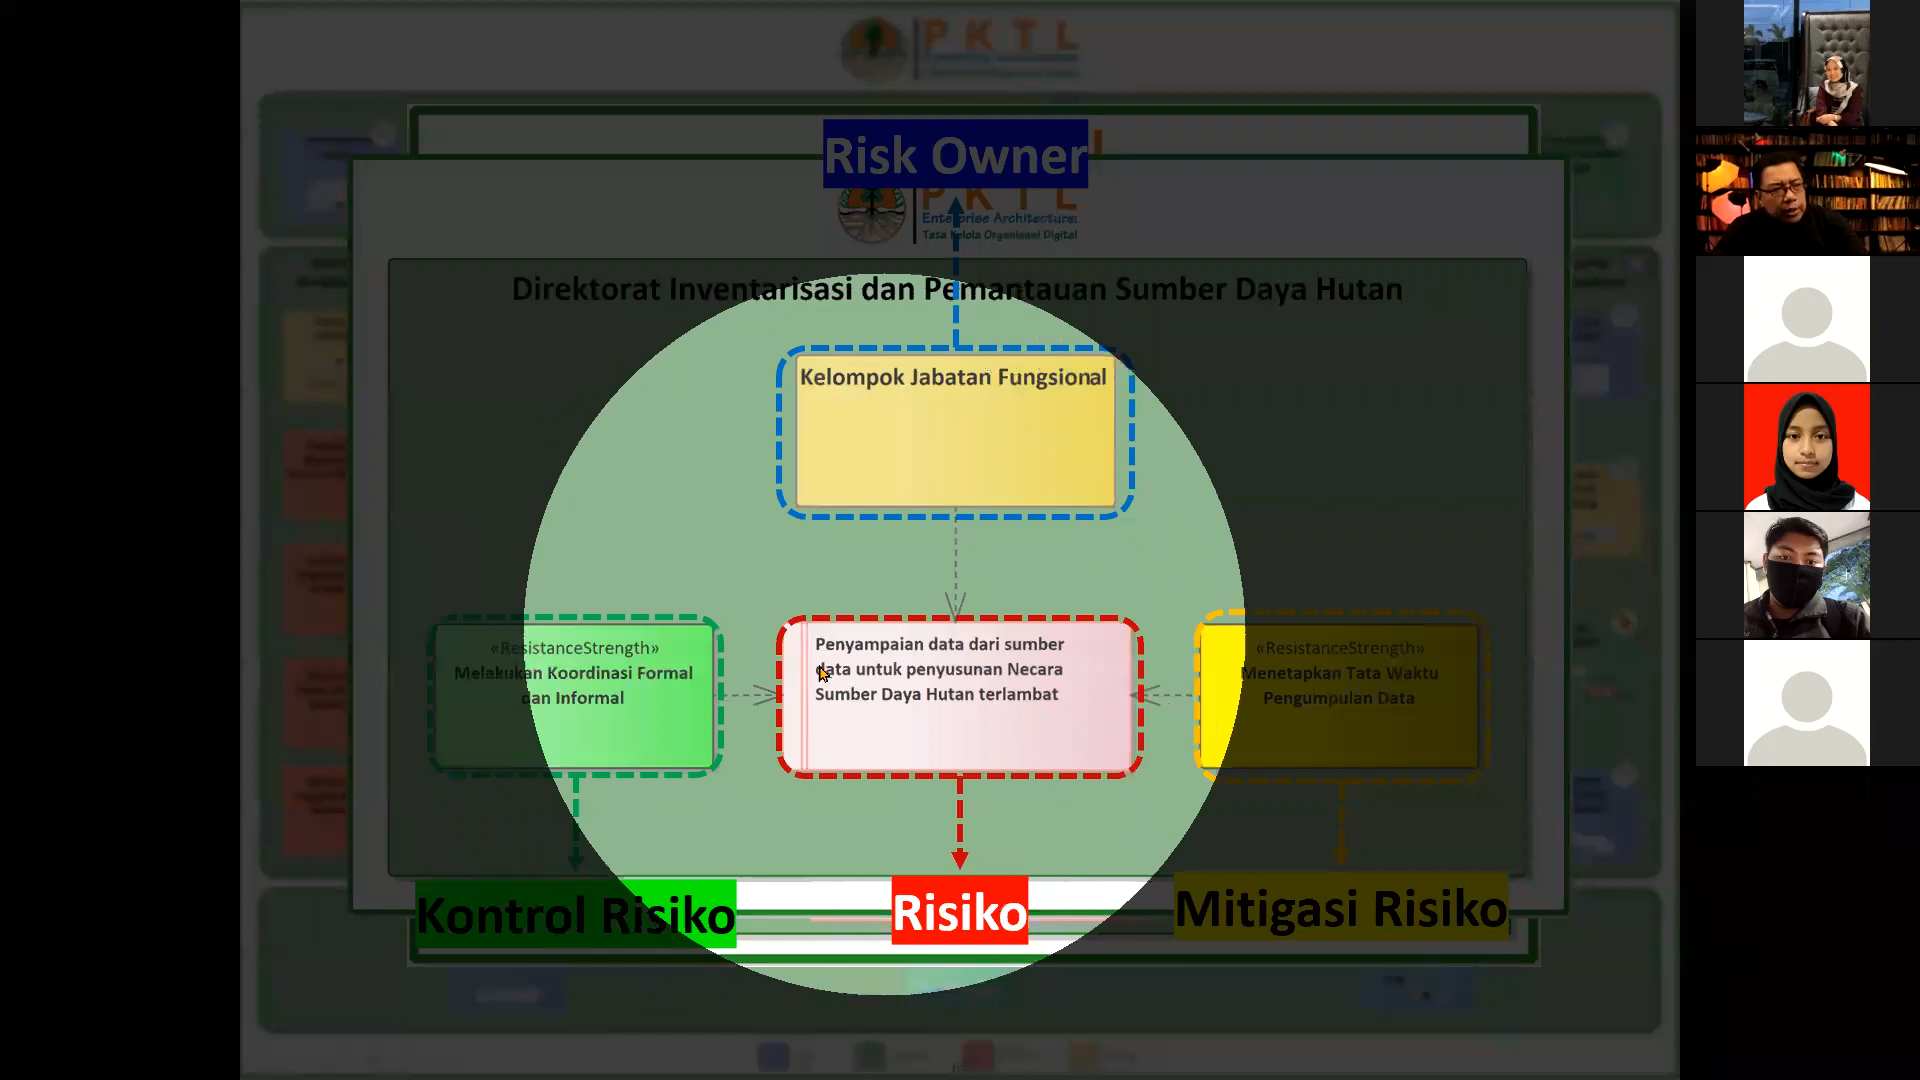 PKTL
Risk Owner
PKTL
Enterprise Architecture:
Tata Kelola Organisasi Digital
Direktorat Inventarisasi dan Pemantauan Sumber Daya Hutan
Kelompok Jabatan Fungsional
«ResistanceStrength»
Melakukan Koordinasi Formal
dan Informal
Penyampaian data dari sumber
data untuk penyusunan Necara
Sumber Daya Hutan terlambat
«ResistanceStrength»
Menetapkan Tata Waktu
Pengumpulan Data
Kontrol Risiko
Risiko
Mitigasi Risiko